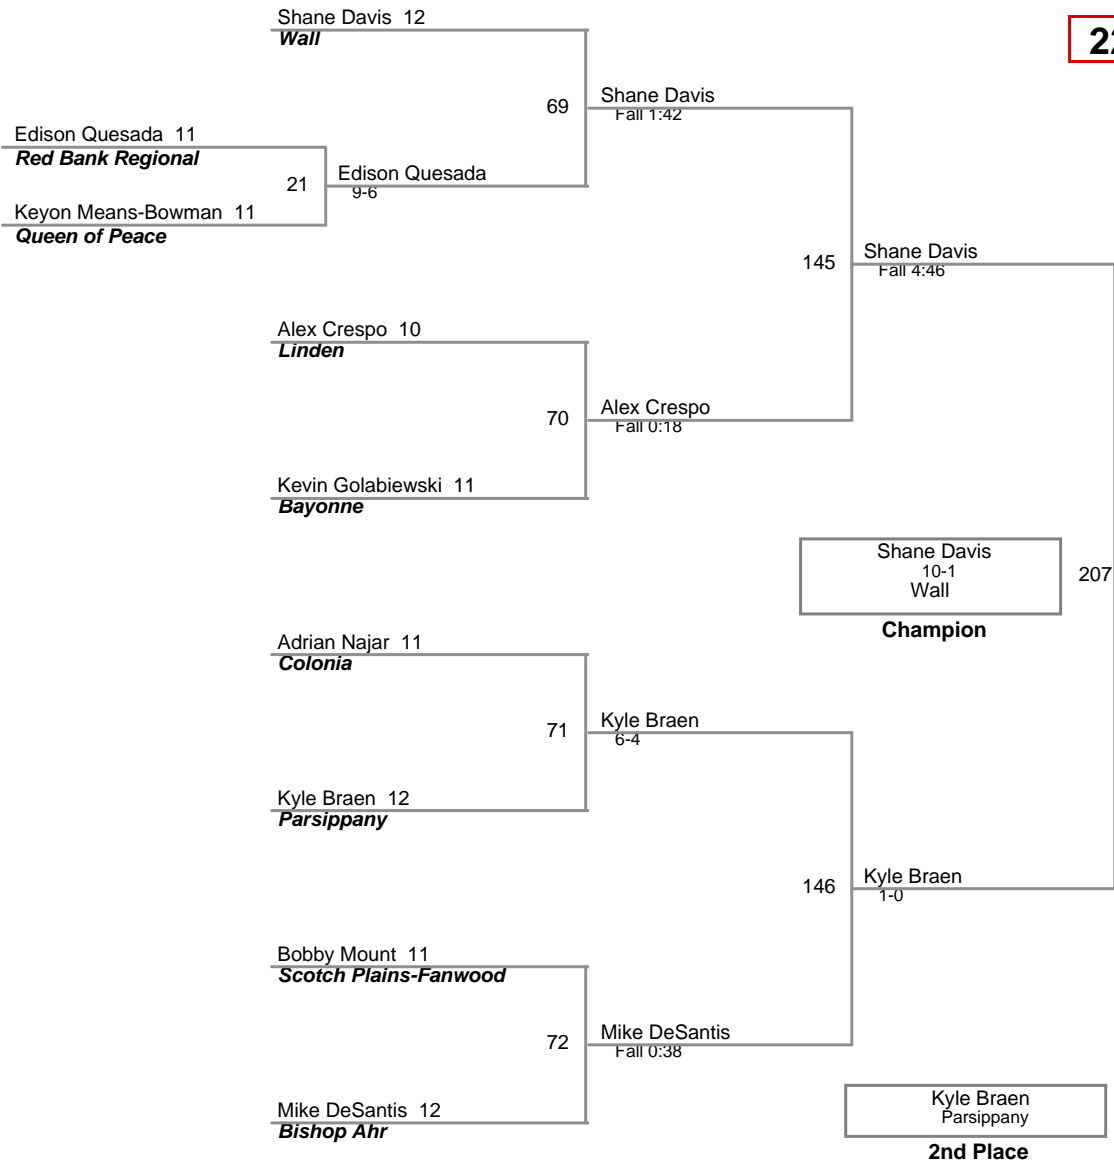 Shane Davis 12
Wall
69
Shane Davis
Fall 1:42
Edison Quesada 11
Red Bank Regional
21
Edison Quesada
9-6
Keyon Means-Bowman 11
Queen of Peace
145
Shane Davis
Fall 4:46
Alex Crespo 10
Linden
70
Alex Crespo
Fall 0:18
Kevin Golabiewski 11
Bayonne
Shane Davis
10-1
Wall
207
Champion
Adrian Najar 11
Colonia
71
Kyle Braen
6-4
Kyle Braen 12
Parsippany
146
Kyle Braen
1-0
Bobby Mount 11
Scotch Plains-Fanwood
72
Mike DeSantis
Fall 0:38
Mike DeSantis 12
Bishop Ahr
Kyle Braen
Parsippany
2nd Place